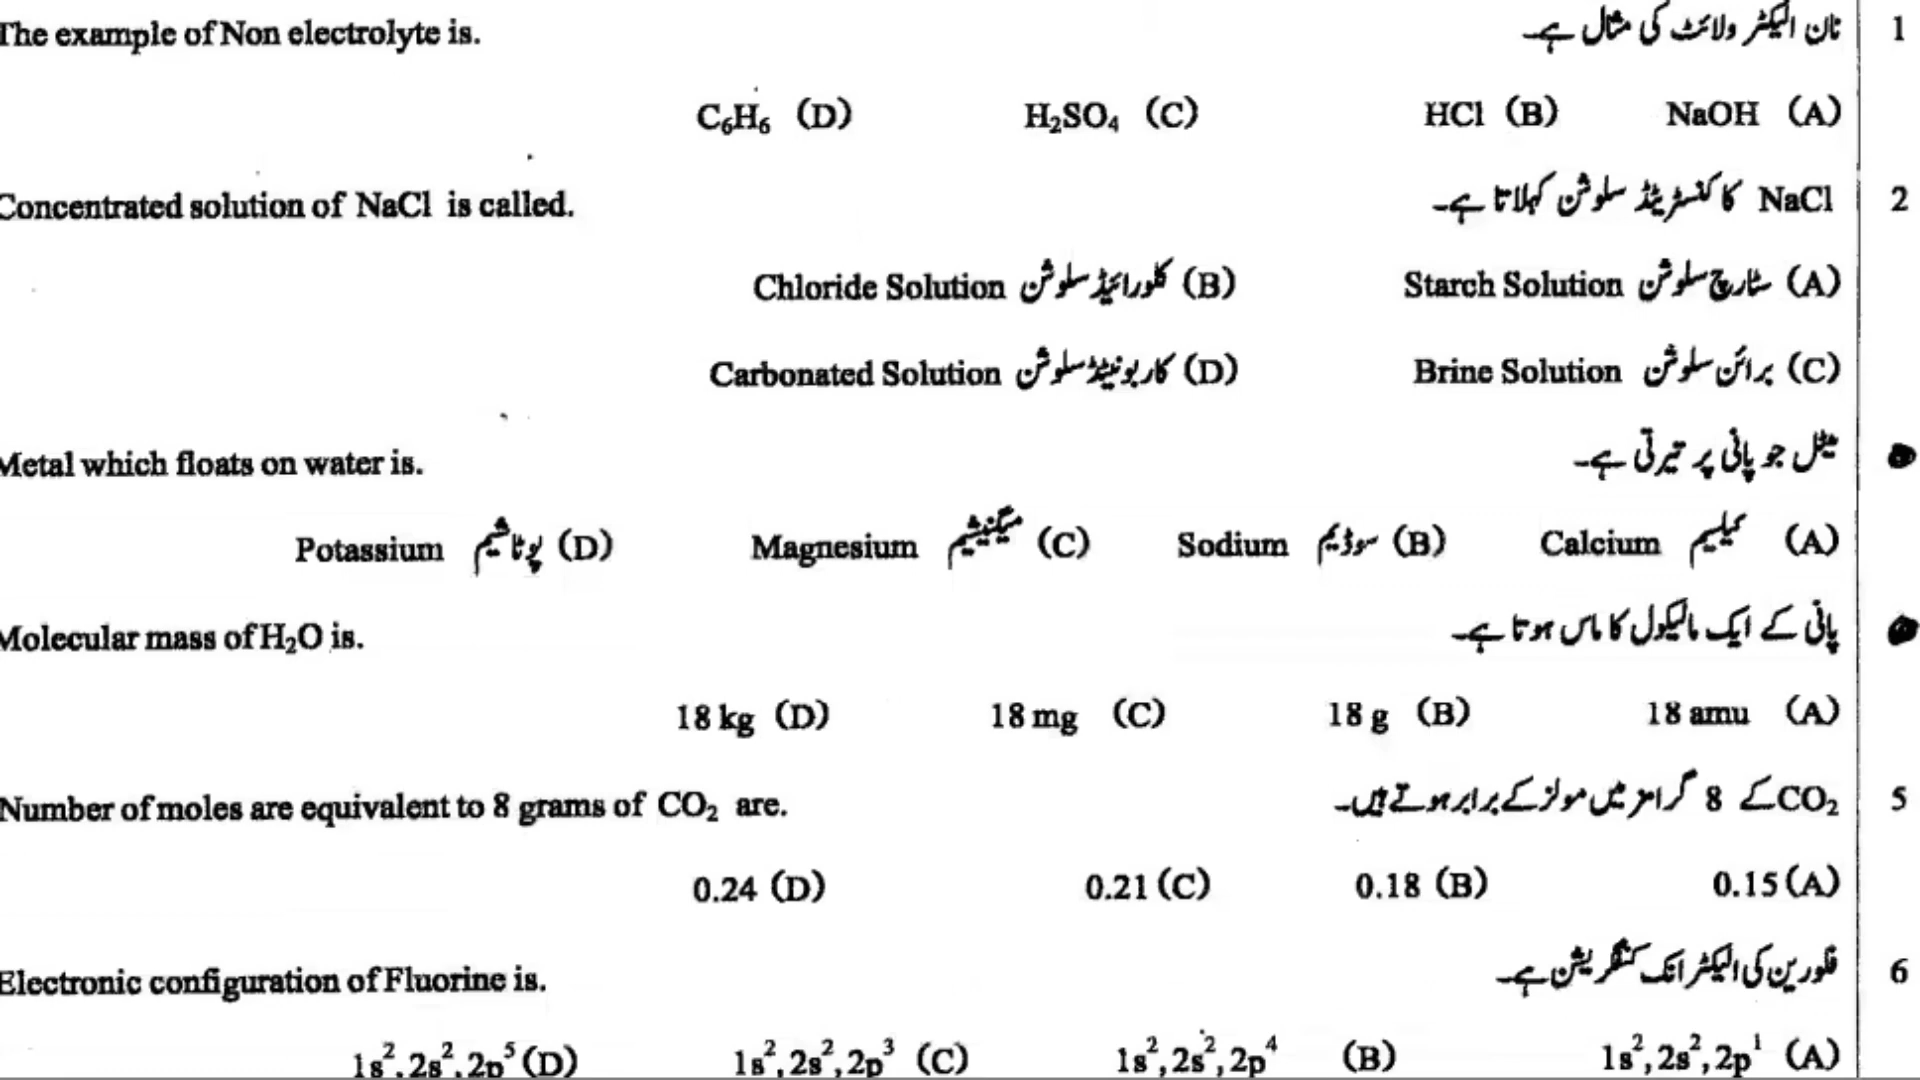 The example of Non electrolyte is. نان الیکٹرولائٹ کی مثال ہے۔ 1
C₆H₆ (D) H₂SO₄ (C) HCl (B) NaOH (A)
Concentrated solution of NaCl is called. NaCl کا کنسنٹریٹڈ سلوشن کہلاتا ہے۔ 2
Chloride Solution کلورائیڈ سلوشن (B) Starch Solution سٹارچ سلوشن (A)
Carbonated Solution کاربونیٹڈ سلوشن (D) Brine Solution برائن سلوشن (C)
Metal which floats on water is. میٹل جو پانی پر تیرتی ہے۔
Potassium پوٹاشیم (D) Magnesium میگنیشیم (C) Sodium سوڈیم (B) Calcium کیلسیم (A)
Molecular mass of H₂O is. پانی کے ایک مالیکیول کا ماس ہوتا ہے۔
18 kg (D) 18 mg (C) 18 g (B) 18 amu (A)
Number of moles are equivalent to 8 grams of CO₂ are. CO₂ کے 8 گرامز میں مولز کے برابر ہوتے ہیں۔ 5
0.24 (D) 0.21 (C) 0.18 (B) 0.15 (A)
Electronic configuration of Fluorine is. فلورین کی الیکٹرانک کنفگریشن ہے۔ 6
1s²,2s²,2p⁵ (D) 1s²,2s²,2p³ (C) 1s²,2s²,2p⁴ (B) 1s²,2s²,2p¹ (A)